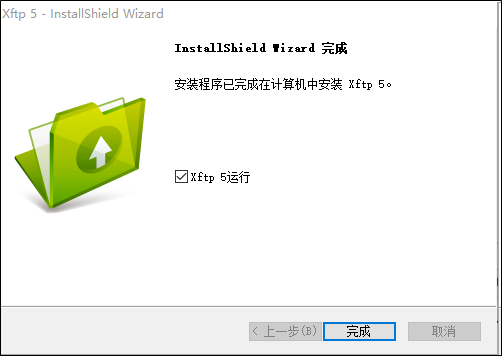 Xftp 5 - InstallShield Wizard
InstallShield Wizard 完成
安装程序已完成在计算机中安装 Xftp 5。
Xftp 5运行
< 上一步(B)
完成
取消